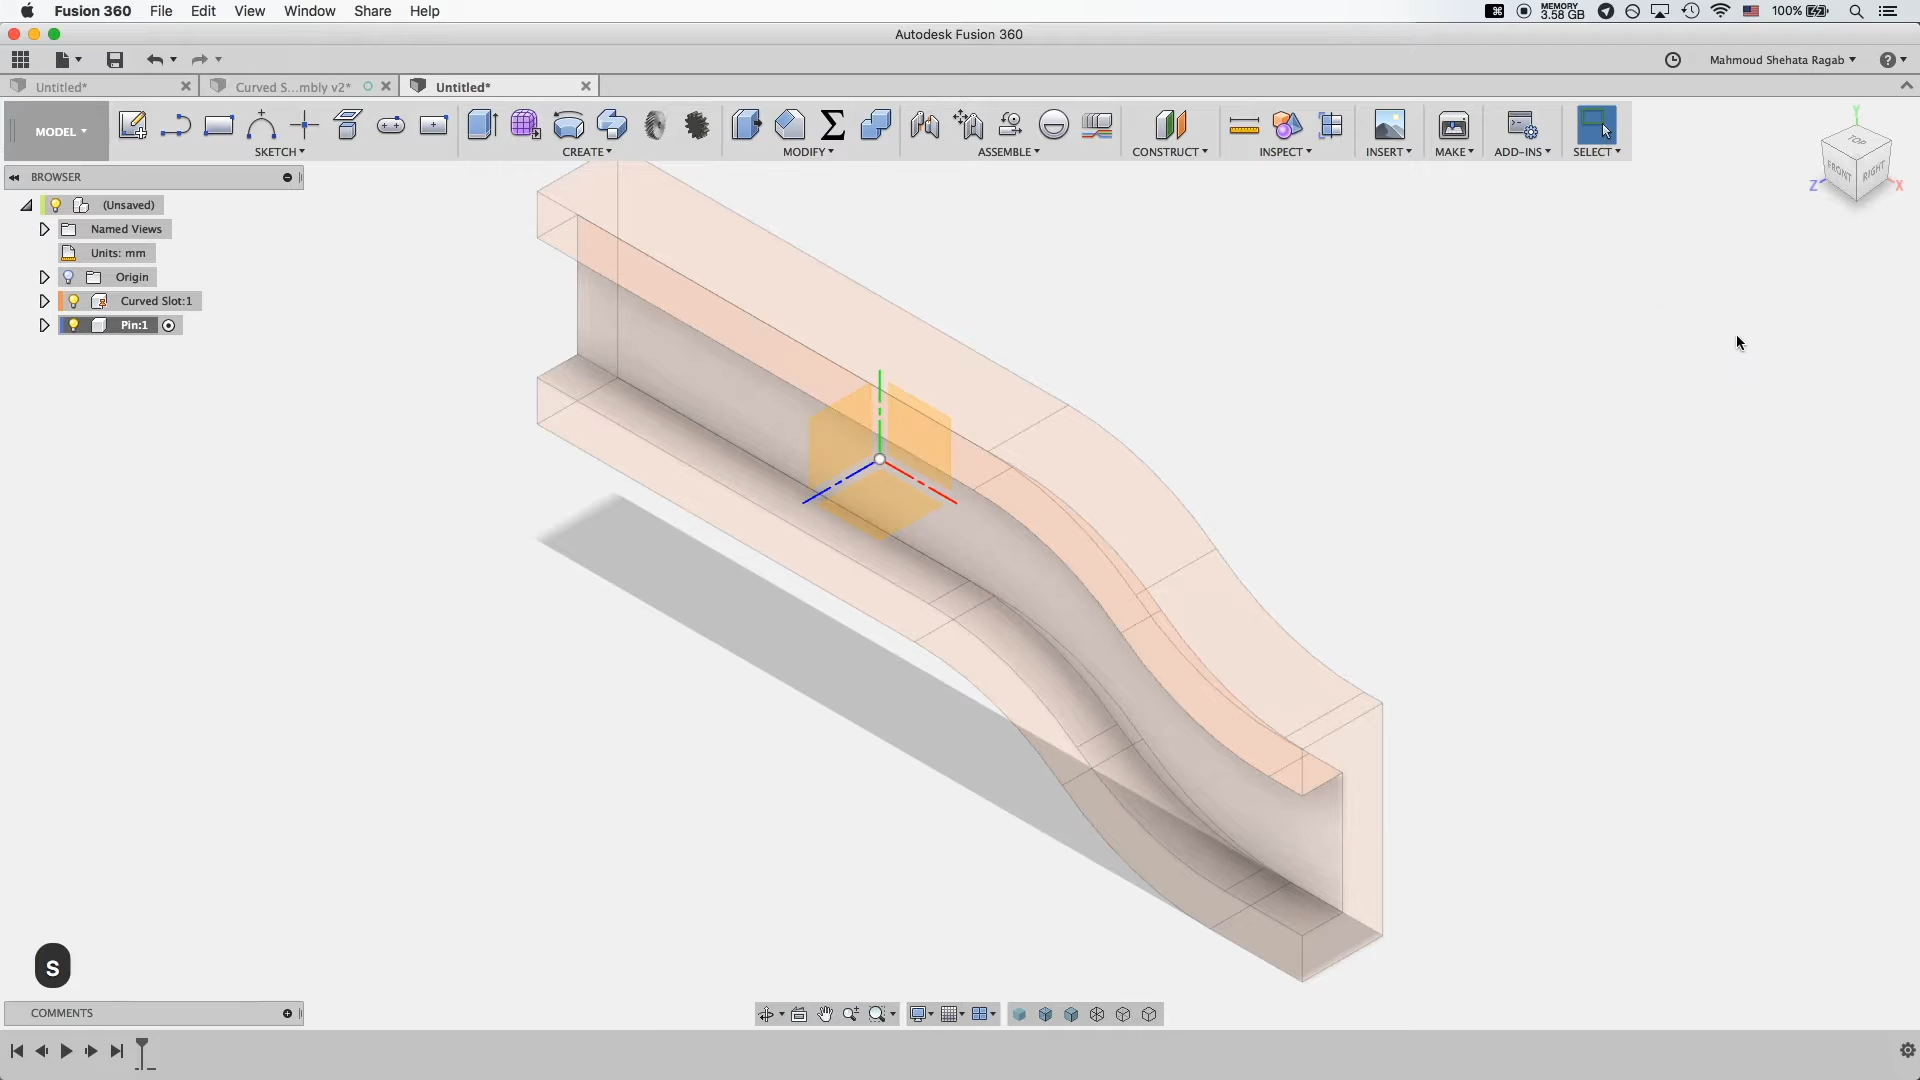 Fusion 360 File Edit View Window Share Help MEMORY 3.58 GB 100%
Autodesk Fusion 360
Mahmoud Shehata Ragab
Untitled* Curved S...mbly v2* Untitled*
MODEL SKETCH CREATE MODIFY ASSEMBLE CONSTRUCT INSPECT INSERT MAKE ADD-INS SELECT
BROWSER
(Unsaved)
Named Views
Units: mm
Origin
Curved Slot:1
Pin:1
Y
TOP
FRONT RIGHT
Z X
S
COMMENTS